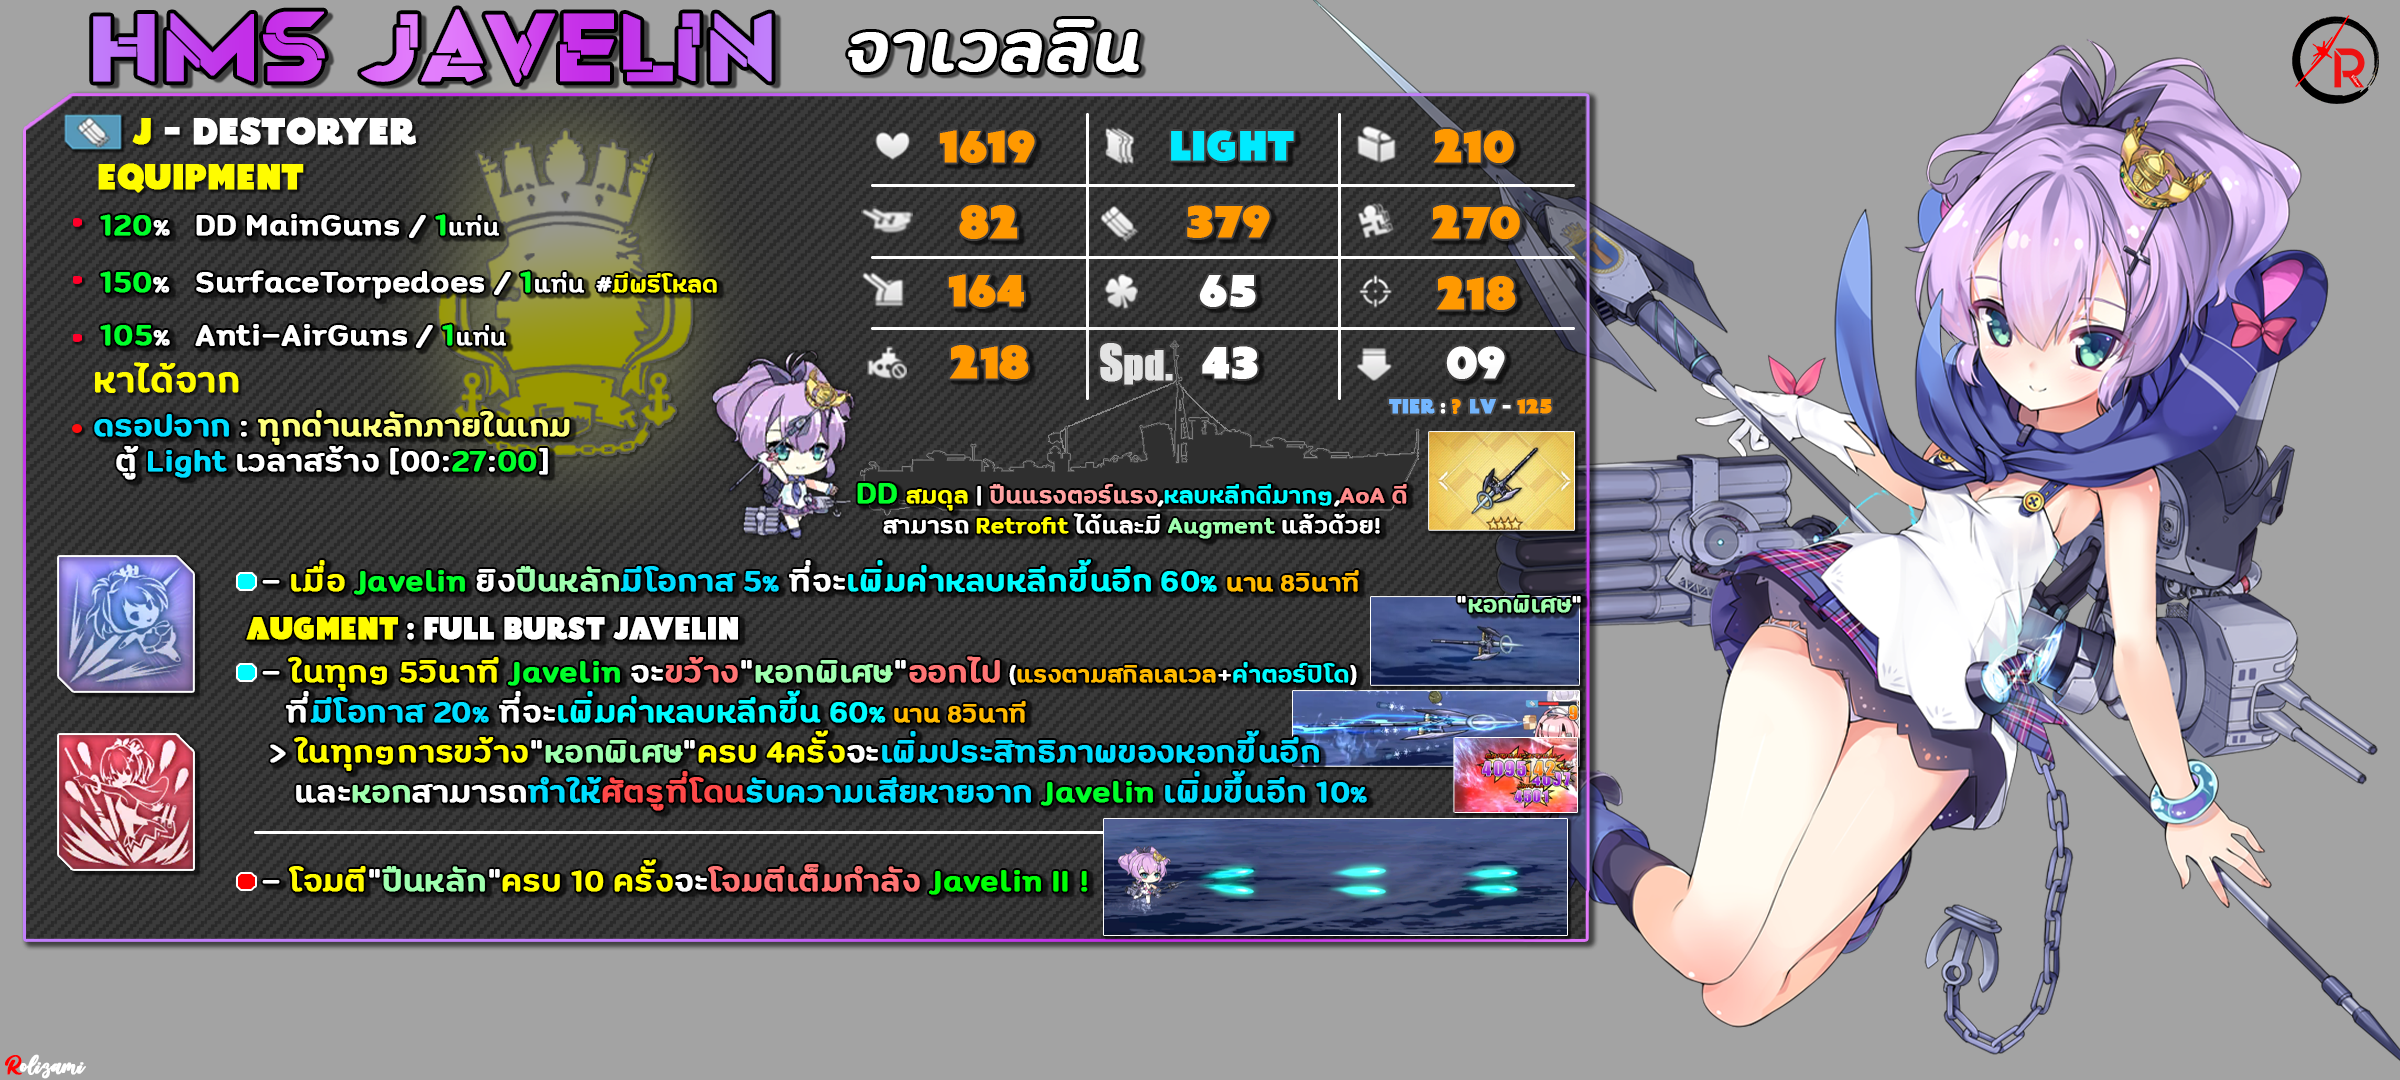 HMS JAVELIN จาเวลลิน
R
J - DESTORYER
EQUIPMENT
120% DD MainGuns / 1แท่น
150% SurfaceTorpedoes / 1แท่น #มีพรีโหลด
105% Anti-AirGuns / 1แท่น
หาได้จาก
ดรอปจาก : ทุกด่านหลักภายในเกม
ตู้ Light เวลาสร้าง [00:27:00]
1619 LIGHT 210
82 379 270
164 65 218
218 Spd. 43 09
TIER : ? LV - 125
DD สมดุล | ปืนแรงตอร์แรง,หลบหลีกดีมากๆ,AoA ดี
สามารถ Retrofit ได้และมี Augment แล้วด้วย!
- เมื่อ Javelin ยิงปืนหลักมีโอกาส 5% ที่จะเพิ่มค่าหลบหลีกขึ้นอีก 60% นาน 8วินาที
"หอกพิเศษ"
AUGMENT : FULL BURST JAVELIN
- ในทุกๆ 5วินาที Javelin จะขว้าง"หอกพิเศษ"ออกไป (แรงตามสกิลเลเวล+ค่าตอร์ปิโด)
ที่มีโอกาส 20% ที่จะเพิ่มค่าหลบหลีกขึ้น 60% นาน 8วินาที
> ในทุกๆการขว้าง"หอกพิเศษ"ครบ 4ครั้งจะเพิ่มประสิทธิภาพของหอกขึ้นอีก
และหอกสามารถทำให้ศัตรูที่โดนรับความเสียหายจาก Javelin เพิ่มขึ้นอีก 10%
4095
- โจมตี"ปืนหลัก"ครบ 10 ครั้งจะโจมตีเต็มกำลัง Javelin II !
Rolizami